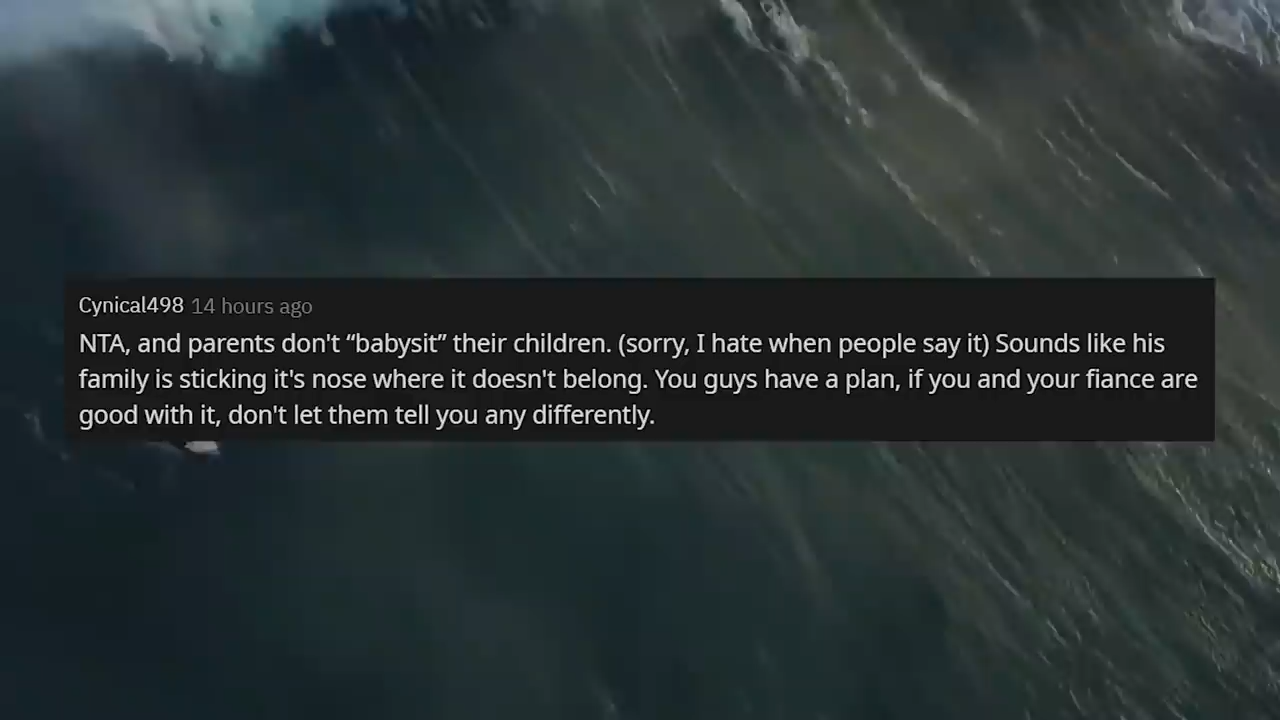 Cynical498 14 hours ago
NTA, and parents don't “babysit” their children. (sorry, I hate when people say it) Sounds like his
family is sticking it's nose where it doesn't belong. You guys have a plan, if you and your fiance are
good with it, don't let them tell you any differently.